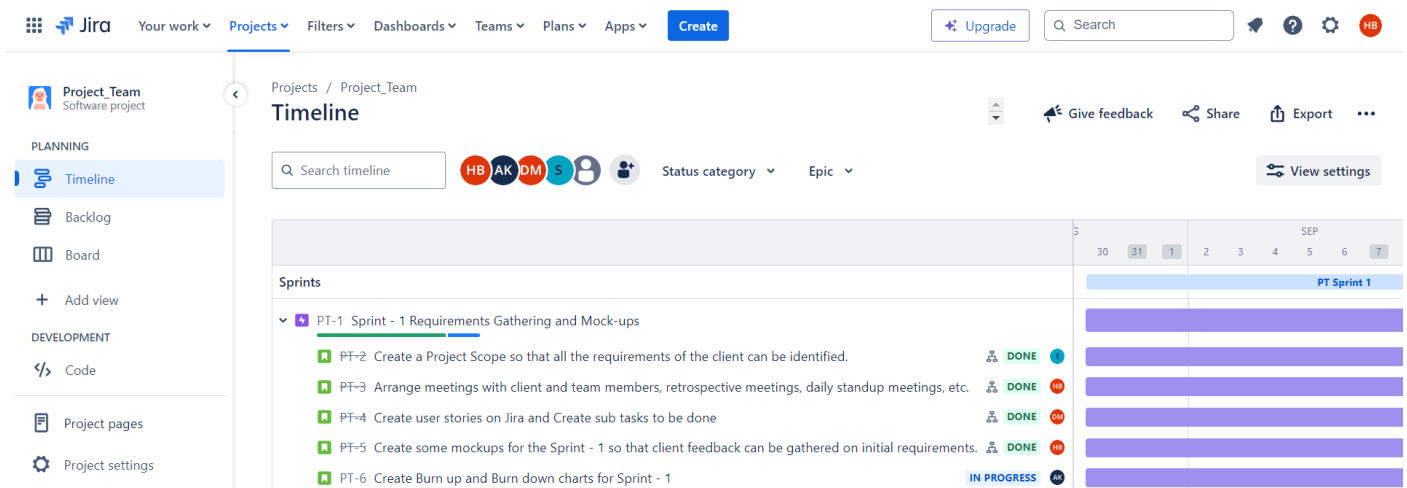 Jira Your work Projects Filters Dashboards Teams Plans Apps Create Upgrade Search HB
Project_Team
Software project
PLANNING
Timeline
Backlog
Board
Add view
DEVELOPMENT
Code
Project pages
Project settings
Projects / Project_Team
Timeline
Give feedback Share Export
Search timeline HB AK DM S Status category Epic View settings
G SEP
30 31 1 2 3 4 5 6 7
Sprints PT Sprint 1
PT-1 Sprint - 1 Requirements Gathering and Mock-ups
PT-2 Create a Project Scope so that all the requirements of the client can be identified. DONE S
PT-3 Arrange meetings with client and team members, retrospective meetings, daily standup meetings, etc. DONE HB
PT-4 Create user stories on Jira and Create sub tasks to be done DONE DM
PT-5 Create some mockups for the Sprint - 1 so that client feedback can be gathered on initial requirements. DONE HB
PT-6 Create Burn up and Burn down charts for Sprint - 1 IN PROGRESS AK